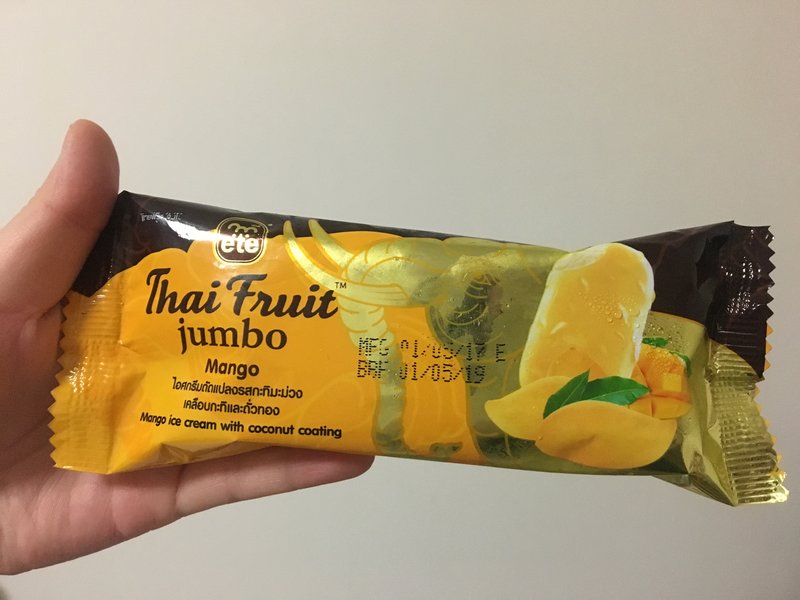 ete
Thai Fruit™
jumbo
Mango
ไอศกรีมดัดแปลงรสกะทิมะม่วง
เคลือบกะทิและถั่วทอง
Mango ice cream with coconut coating
MFG 01/05/17 E
BBF 01/05/19